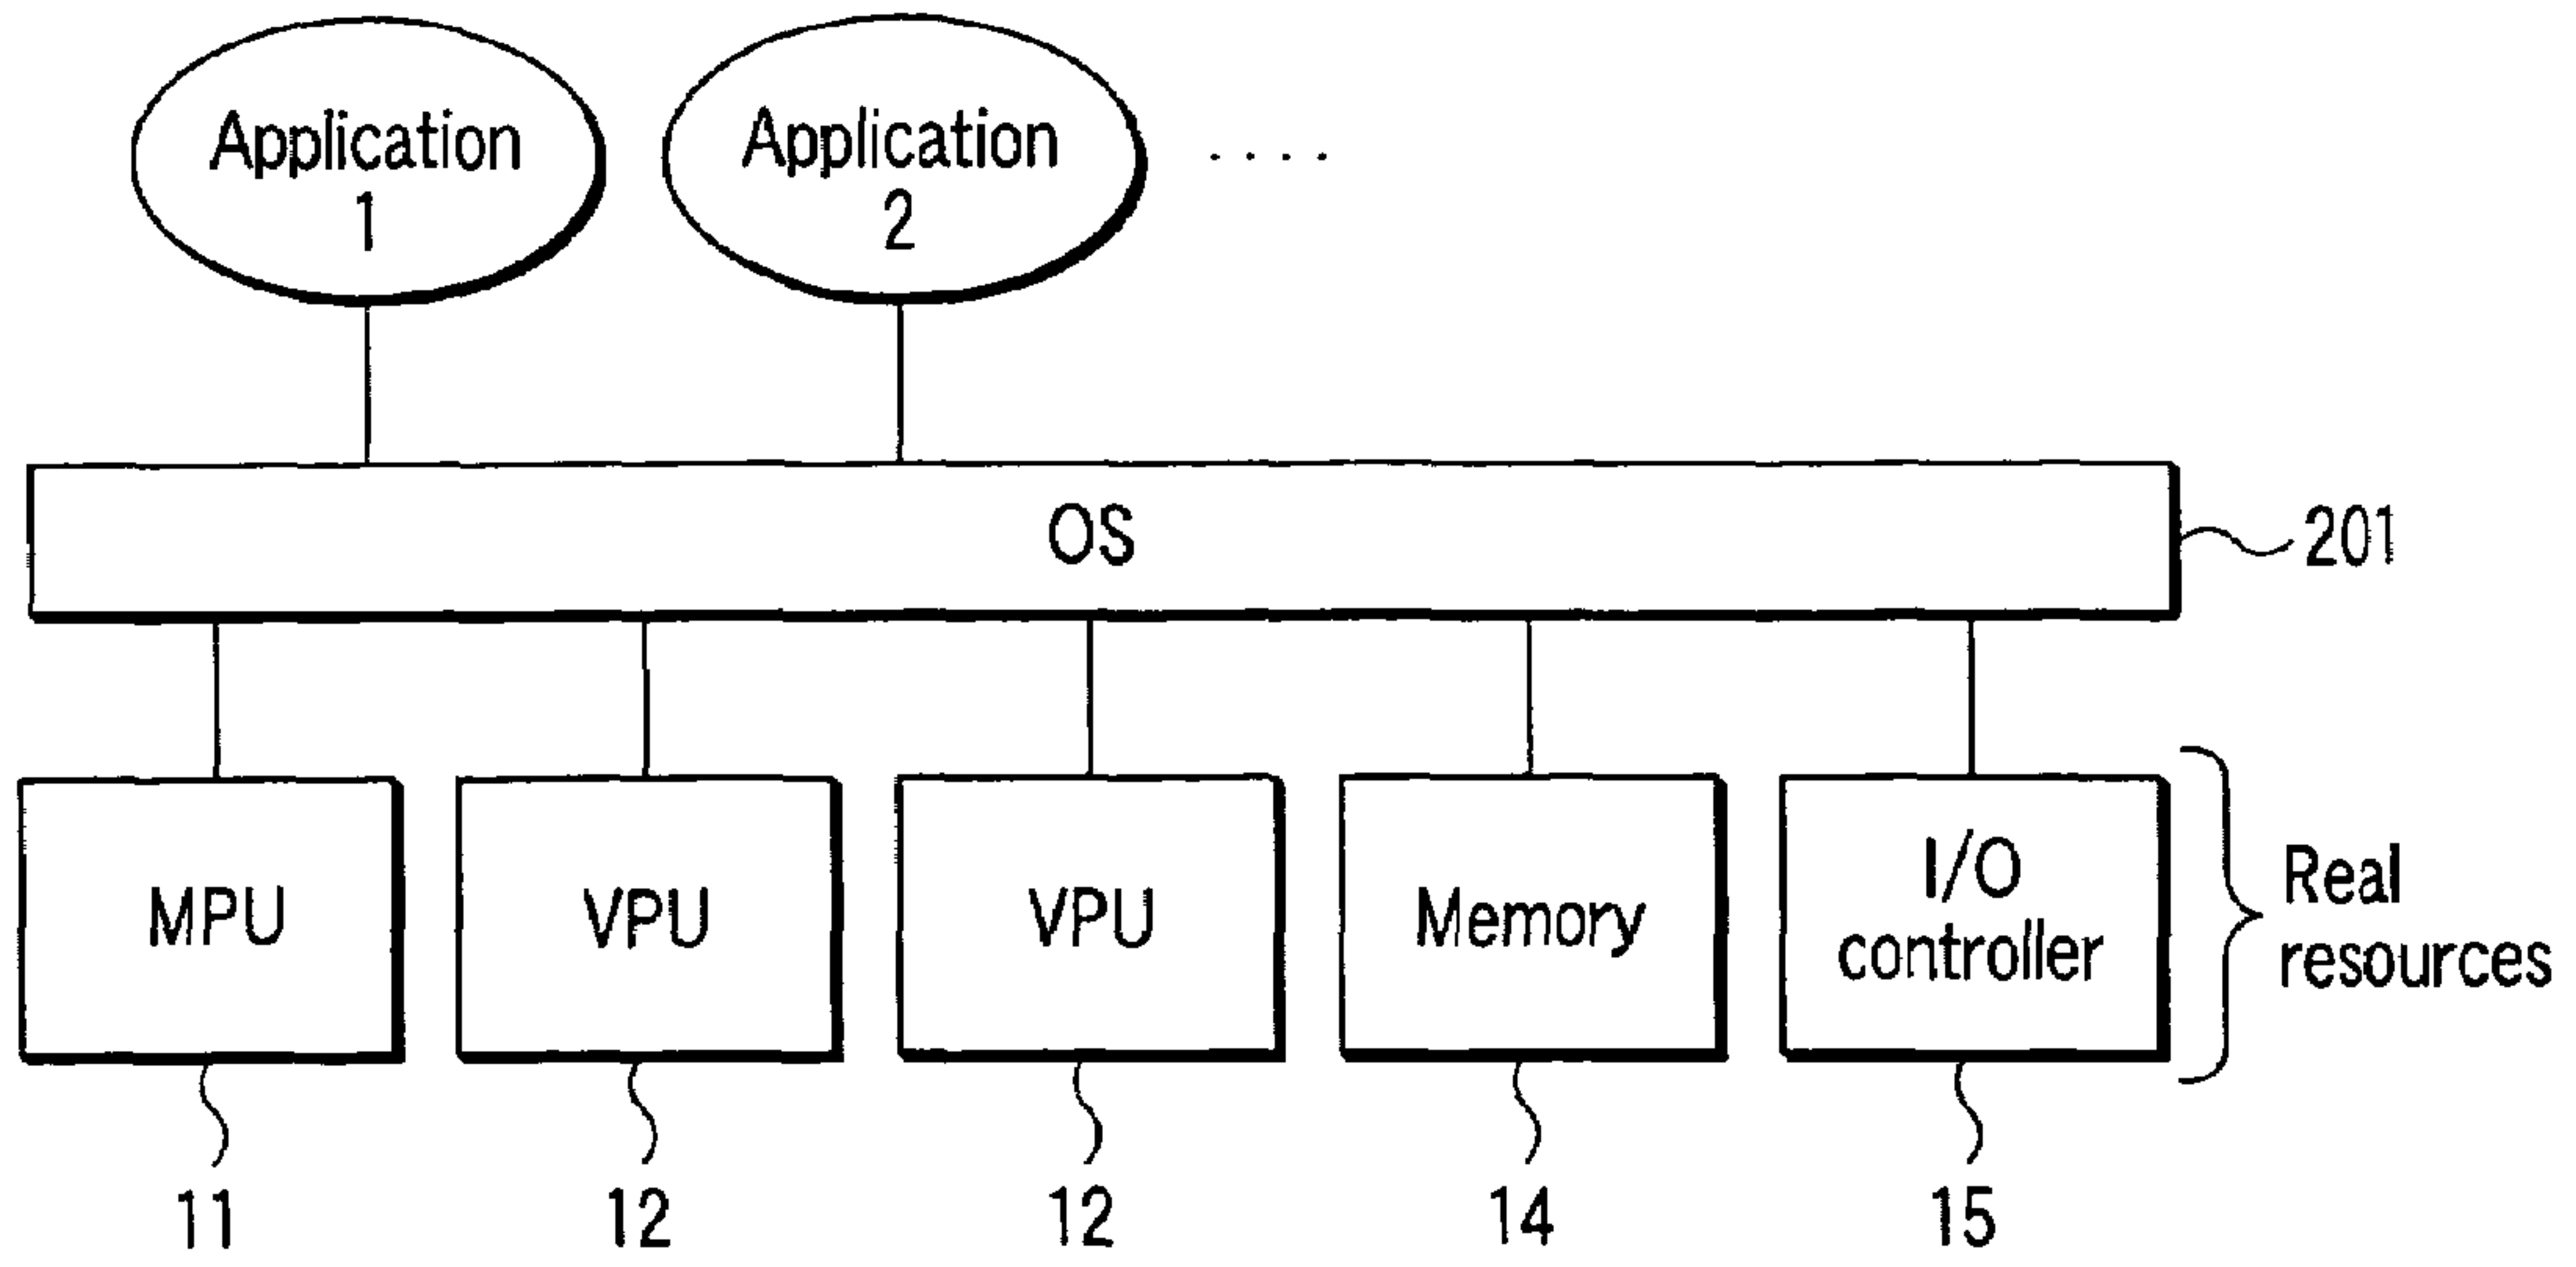 Application
1
Application
2
. . . .
OS
201
MPU
VPU
VPU
Memory
I/O
controller
Real
resources
11
12
12
14
15